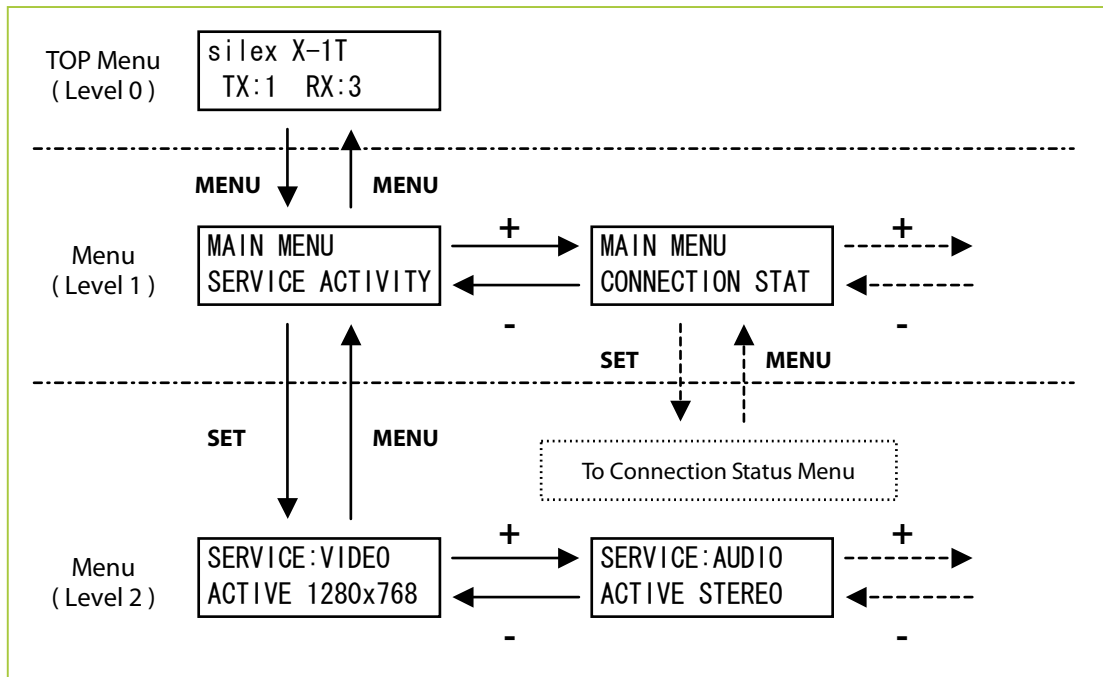 TOP Menu
( Level 0 )
silex X-1T
TX:1 RX:3
MENU MENU
Menu
( Level 1 )
MAIN MENU
SERVICE ACTIVITY
+
-
MAIN MENU
CONNECTION STAT
+
-
SET MENU
SET MENU
To Connection Status Menu
Menu
( Level 2 )
SERVICE:VIDEO
ACTIVE 1280x768
+
-
SERVICE:AUDIO
ACTIVE STEREO
+
-